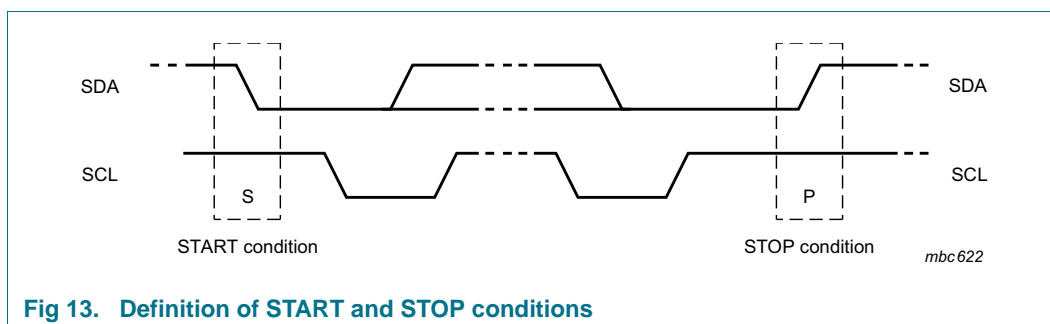 SDA SDA
SCL SCL
S P
START condition STOP condition
mbc622
Fig 13. Definition of START and STOP conditions